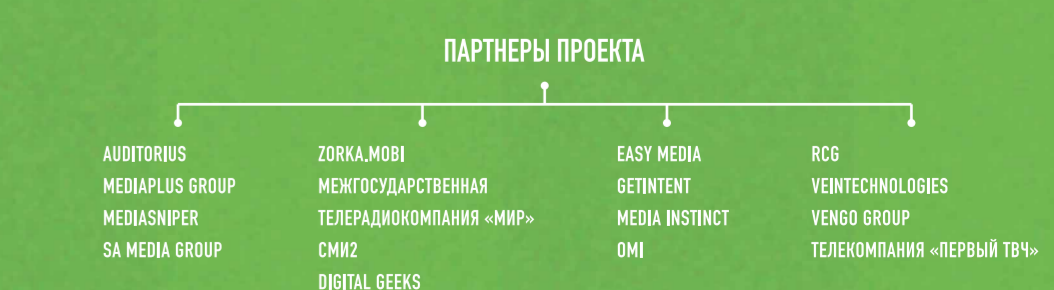 ПАРТНЕРЫ ПРОЕКТА
AUDITORIUS
MEDIAPLUS GROUP
MEDIASNIPER
SA MEDIA GROUP
ZORKA.MOBI
МЕЖГОСУДАРСТВЕННАЯ
ТЕЛЕРАДИОКОМПАНИЯ «МИР»
СМИ2
DIGITAL GEEKS
EASY MEDIA
GETINTENT
MEDIA INSTINCT
OMI
RCG
VEINTECHNOLOGIES
VENGO GROUP
ТЕЛЕКОМПАНИЯ «ПЕРВЫЙ ТВЧ»